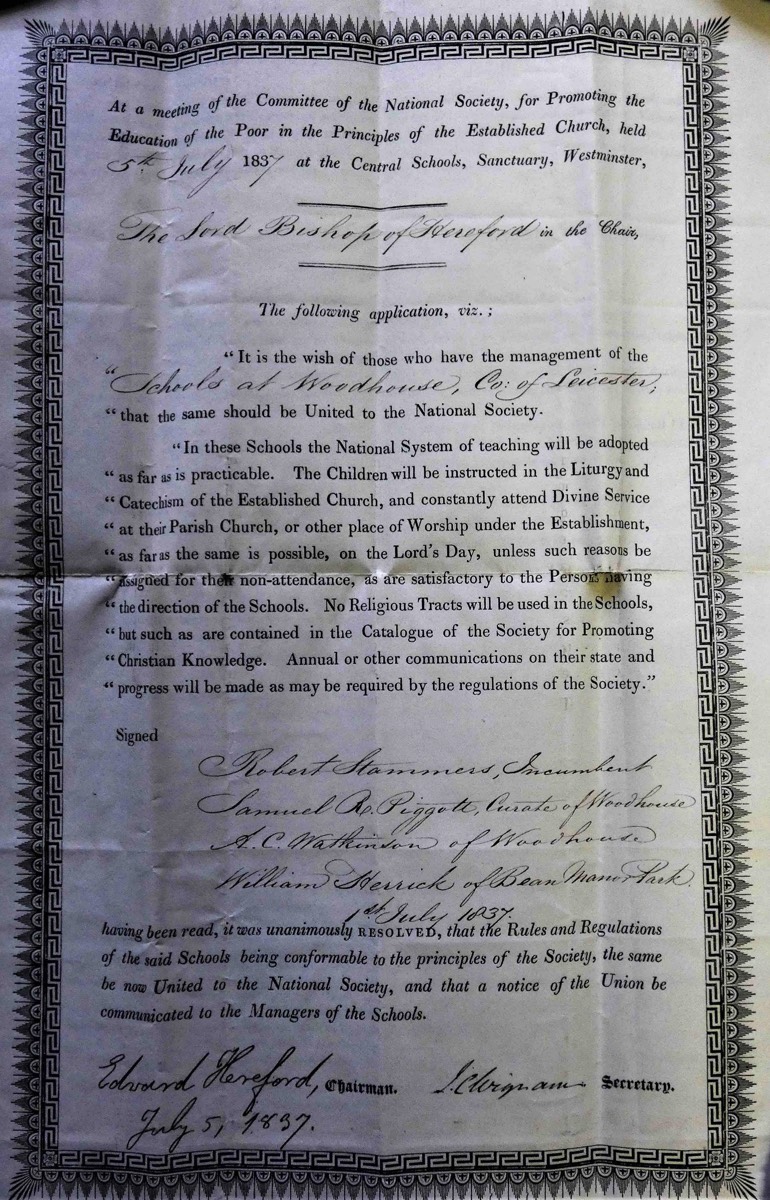 At a meeting of the Committee of the National Society, for Promoting the
Education of the Poor in the Principles of the Established Church, held
5th July 1837 at the Central Schools, Sanctuary, Westminster,
The Lord Bishop of Hereford in the Chair,
The following application, viz. ;
“It is the wish of those who have the management of the
“Schools at Woodhouse, Co: of Leicester,
“that the same should be United to the National Society.
“In these Schools the National System of teaching will be adopted
“as far as is practicable. The Children will be instructed in the Liturgy and
“Catechism of the Established Church, and constantly attend Divine Service
“at their Parish Church, or other place of Worship under the Establishment,
“as far as the same is possible, on the Lord's Day, unless such reasons be
“assigned for their non-attendance, as are satisfactory to the Persons having
“the direction of the Schools. No Religious Tracts will be used in the Schools,
“but such as are contained in the Catalogue of the Society for Promoting
“Christian Knowledge. Annual or other communications on their state and
“progress will be made as may be required by the regulations of the Society.”
Signed
Robert Stammers, Incumbent
Samuel R. Piggott, Curate of Woodhouse
A. C. Watkinson of Woodhouse
William Herrick of Beau Manor Park
1st July 1837.
having been read, it was unanimously RESOLVED, that the Rules and Regulations
of the said Schools being conformable to the principles of the Society, the same
be now United to the National Society, and that a notice of the Union be
communicated to the Managers of the Schools.
Edward Hereford, Chairman. J. C. Wigram Secretary.
July 5, 1837.